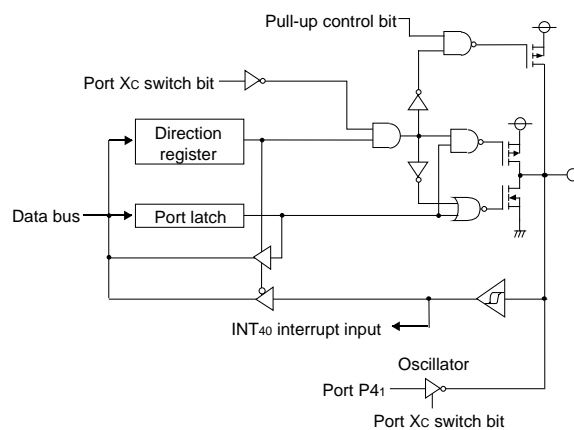 Pull-up control bit
Port XC switch bit
Direction
register
Data bus
Port latch
INT40 interrupt input
Oscillator
Port P41
Port XC switch bit